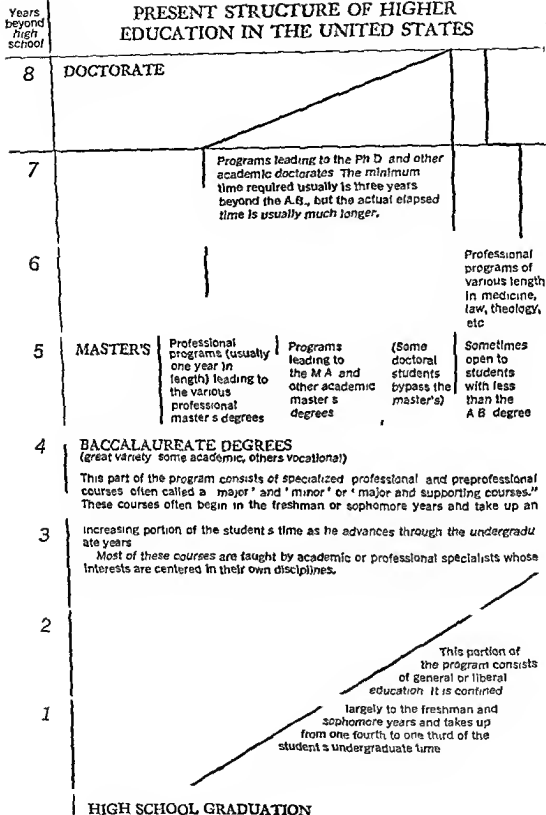 Years
beyond
high
school
PRESENT STRUCTURE OF HIGHER
EDUCATION IN THE UNITED STATES
8
DOCTORATE
7
Programs leading to the Ph D and other
academic doctorates The minimum
time required usually is three years
beyond the A.B., but the actual elapsed
time is usually much longer.
6
Professional
programs of
various length
in medicine,
law, theology,
etc
5
MASTER'S
Professional
programs (usually
one year in
length) leading to
the various
professional
master s degrees
Programs
leading to
the M A and
other academic
master s
degrees
(Some
doctoral
students
bypass the
master's)
Sometimes
open to
students
with less
than the
A B degree
4
BACCALAUREATE DEGREES
(great variety some academic, others vocational)
This part of the program consists of specialized professional and preprofessional
courses often called a major' and 'minor' or 'major and supporting courses."
These courses often begin in the freshman or sophomore years and take up an
3
increasing portion of the student s time as he advances through the undergradu
ate years
Most of these courses are taught by academic or professional specialists whose
interests are centered in their own disciplines.
2
This portion of
the program consists
of general or liberal
education It is confined
1
largely to the freshman and
sophomore years and takes up
from one fourth to one third of the
student s undergraduate time
HIGH SCHOOL GRADUATION